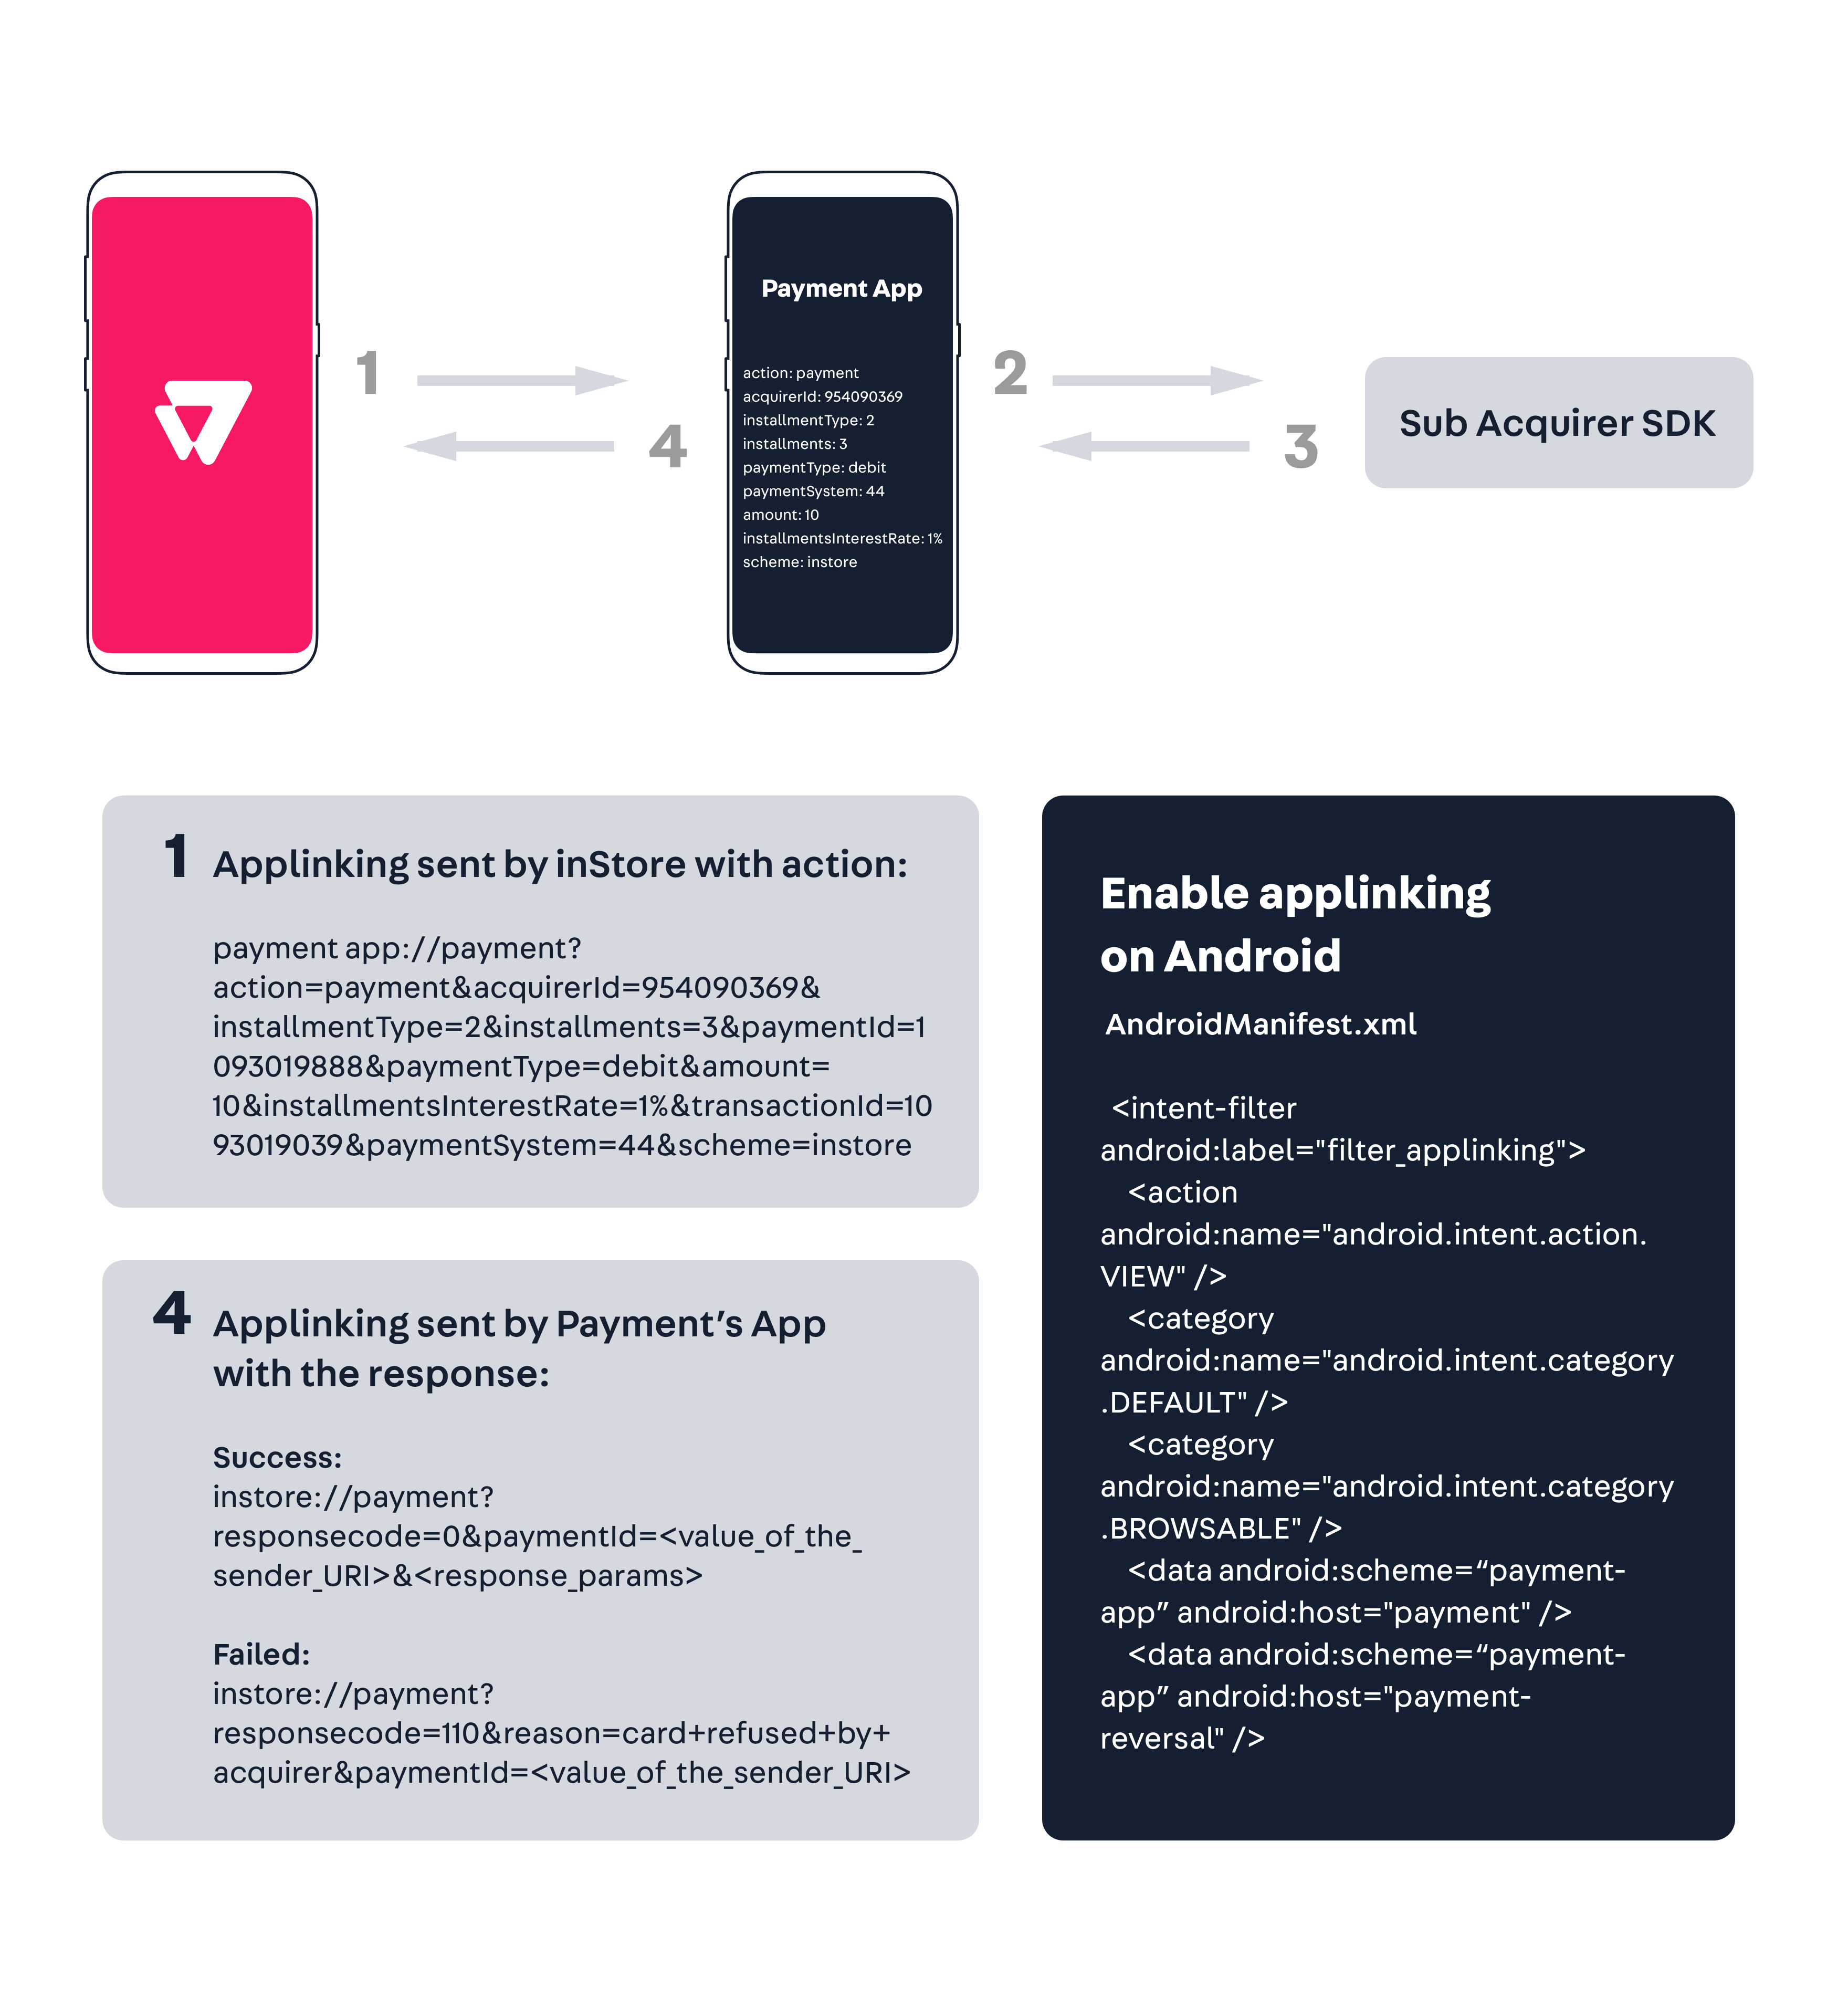 1
4
Payment App
action: payment
acquirerId: 954090369
installmentType: 2
installments: 3
paymentType: debit
paymentSystem: 44
amount: 10
installmentsInterestRate: 1%
scheme: instore
2
3
Sub Acquirer SDK
1 Applinking sent by inStore with action:
payment app://payment?
action=payment&acquirerId=954090369&
installmentType=2&installments=3&paymentId=1
093019888&paymentType=debit&amount=
10&installmentsInterestRate=1%&transactionId=10
93019039&paymentSystem=44&scheme=instore
4 Applinking sent by Payment’s App
with the response:
Success:
instore://payment?
responsecode=0&paymentId=<value_of_the_
sender_URI>&<response_params>
Failed:
instore://payment?
responsecode=110&reason=card+refused+by+
acquirer&paymentId=<value_of_the_sender_URI>
Enable applinking
on Android
AndroidManifest.xml
<intent-filter
android:label="filter_applinking">
<action
android:name="android.intent.action.
VIEW" />
<category
android:name="android.intent.category
.DEFAULT" />
<category
android:name="android.intent.category
.BROWSABLE" />
<data android:scheme=“payment-
app” android:host="payment" />
<data android:scheme=“payment-
app” android:host="payment-
reversal" />